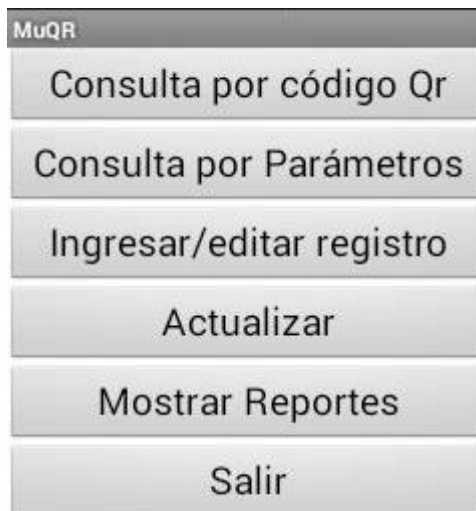 MuQR
Consulta por código Qr
Consulta por Parámetros
Ingresar/editar registro
Actualizar
Mostrar Reportes
Salir